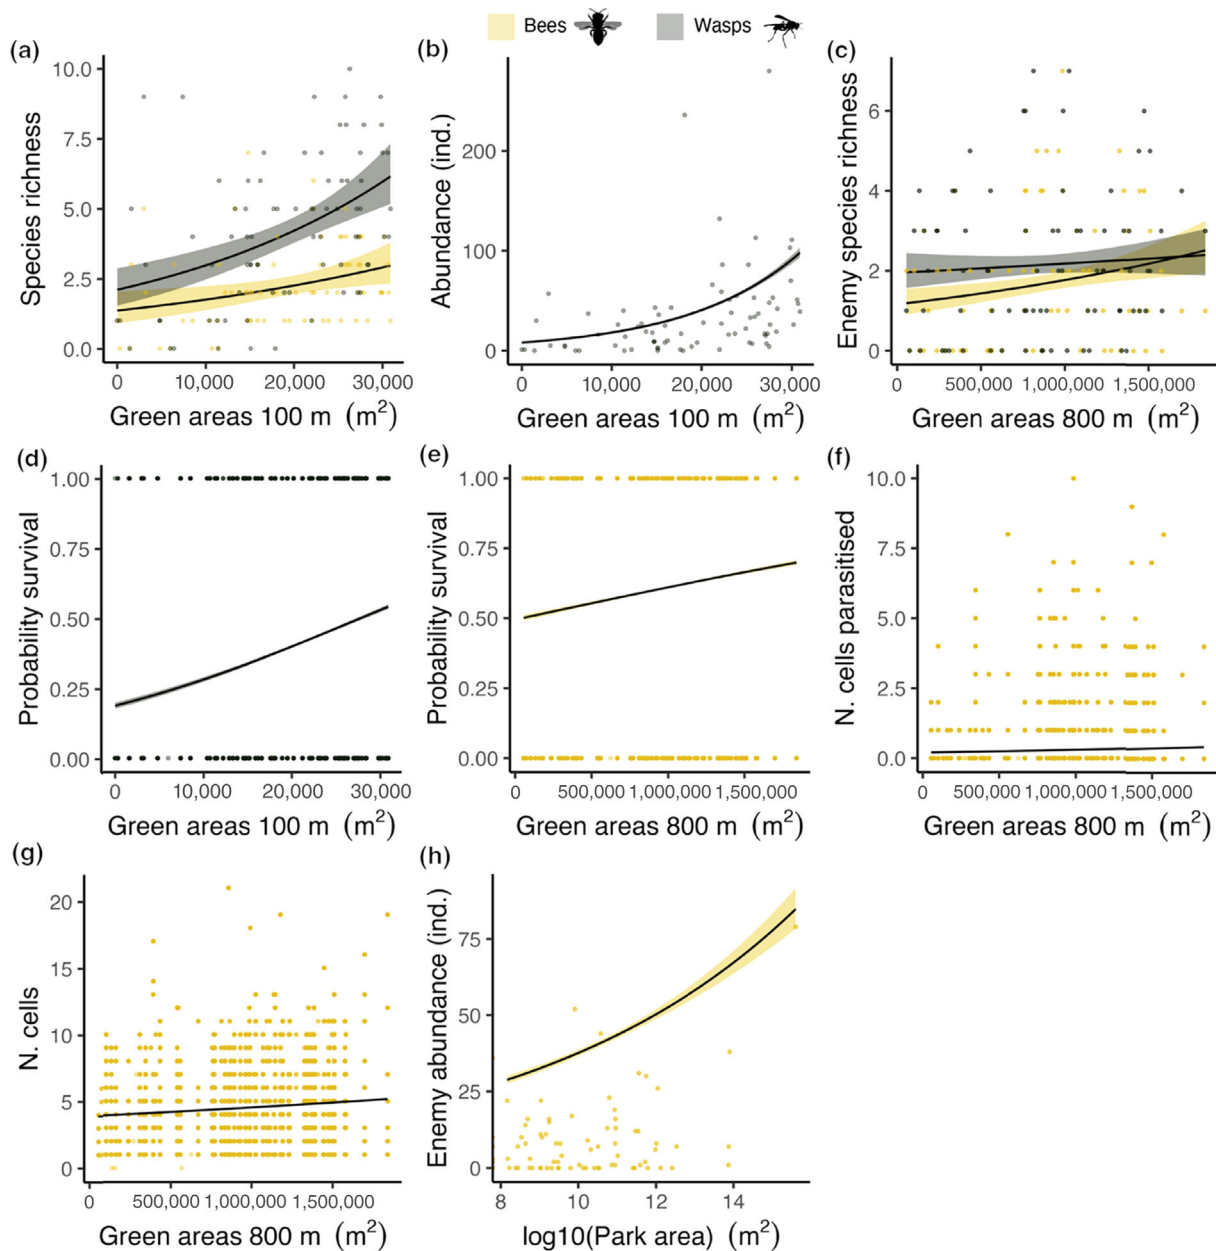 Bees Wasps
(a) (b) (c)
Species richness
10.0
7.5
5.0
2.5
0.0
0 10,000 20,000 30,000
Green areas 100 m (m²)
Abundance (ind.)
200
100
0
0 10,000 20,000 30,000
Green areas 100 m (m²)
Enemy species richness
6
4
2
0
0 500,000 1,000,000 1,500,000
Green areas 800 m (m²)
(d) (e) (f)
Probability survival
1.00
0.75
0.50
0.25
0.00
0 10,000 20,000 30,000
Green areas 100 m (m²)
Probability survival
1.00
0.75
0.50
0.25
0.00
0 500,000 1,000,000 1,500,000
Green areas 800 m (m²)
N. cells parasitised
10.0
7.5
5.0
2.5
0.0
0 500,000 1,000,000 1,500,000
Green areas 800 m (m²)
(g) (h)
N. cells
20
15
10
5
0
0 500,000 1,000,000 1,500,000
Green areas 800 m (m²)
Enemy abundance (ind.)
75
50
25
0
8 10 12 14
log10(Park area) (m²)